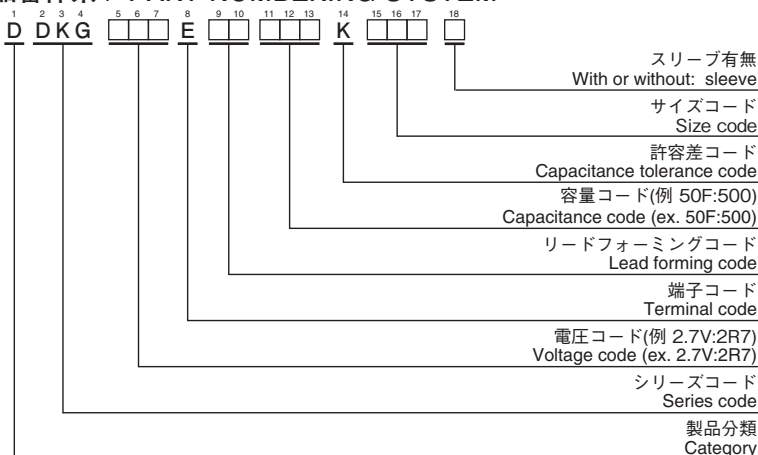 1 2 3 4 5 6 7 8 9 10 11 12 13 14 15 16 17 18
D DKG □□□ E □□ □□□ K □□□ □
スリーブ有無
With or without: sleeve
サイズコード
Size code
許容差コード
Capacitance tolerance code
容量コード(例 50F:500)
Capacitance code (ex. 50F:500)
リードフォーミングコード
Lead forming code
端子コード
Terminal code
電圧コード(例 2.7V:2R7)
Voltage code (ex. 2.7V:2R7)
シリーズコード
Series code
製品分類
Category